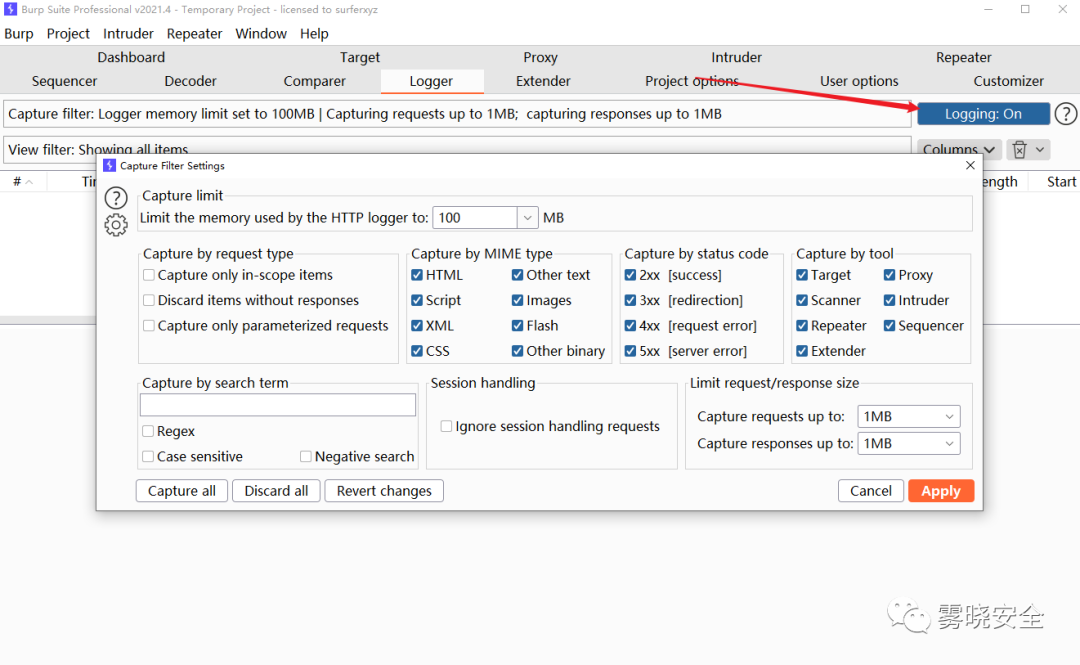 Burp Suite Professional v2021.4 - Temporary Project - licensed to surferxyz
Burp Project Intruder Repeater Window Help
Dashboard Target Proxy Intruder Repeater
Sequencer Decoder Comparer Logger Extender Project options User options Customizer
Capture filter: Logger memory limit set to 100MB | Capturing requests up to 1MB; capturing responses up to 1MB
Logging: On ?
View filter: Showing all items
Columns
# Tir
ength Start
Capture Filter Settings
?
Capture limit
Limit the memory used by the HTTP logger to: 100 MB
Capture by request type
Capture only in-scope items
Discard items without responses
Capture only parameterized requests
Capture by MIME type
HTML Other text
Script Images
XML Flash
CSS Other binary
Capture by status code
2xx [success]
3xx [redirection]
4xx [request error]
5xx [server error]
Capture by tool
Target Proxy
Scanner Intruder
Repeater Sequencer
Extender
Capture by search term
Regex
Case sensitive Negative search
Session handling
Ignore session handling requests
Limit request/response size
Capture requests up to: 1MB
Capture responses up to: 1MB
Capture all Discard all Revert changes Cancel Apply
雾晓安全